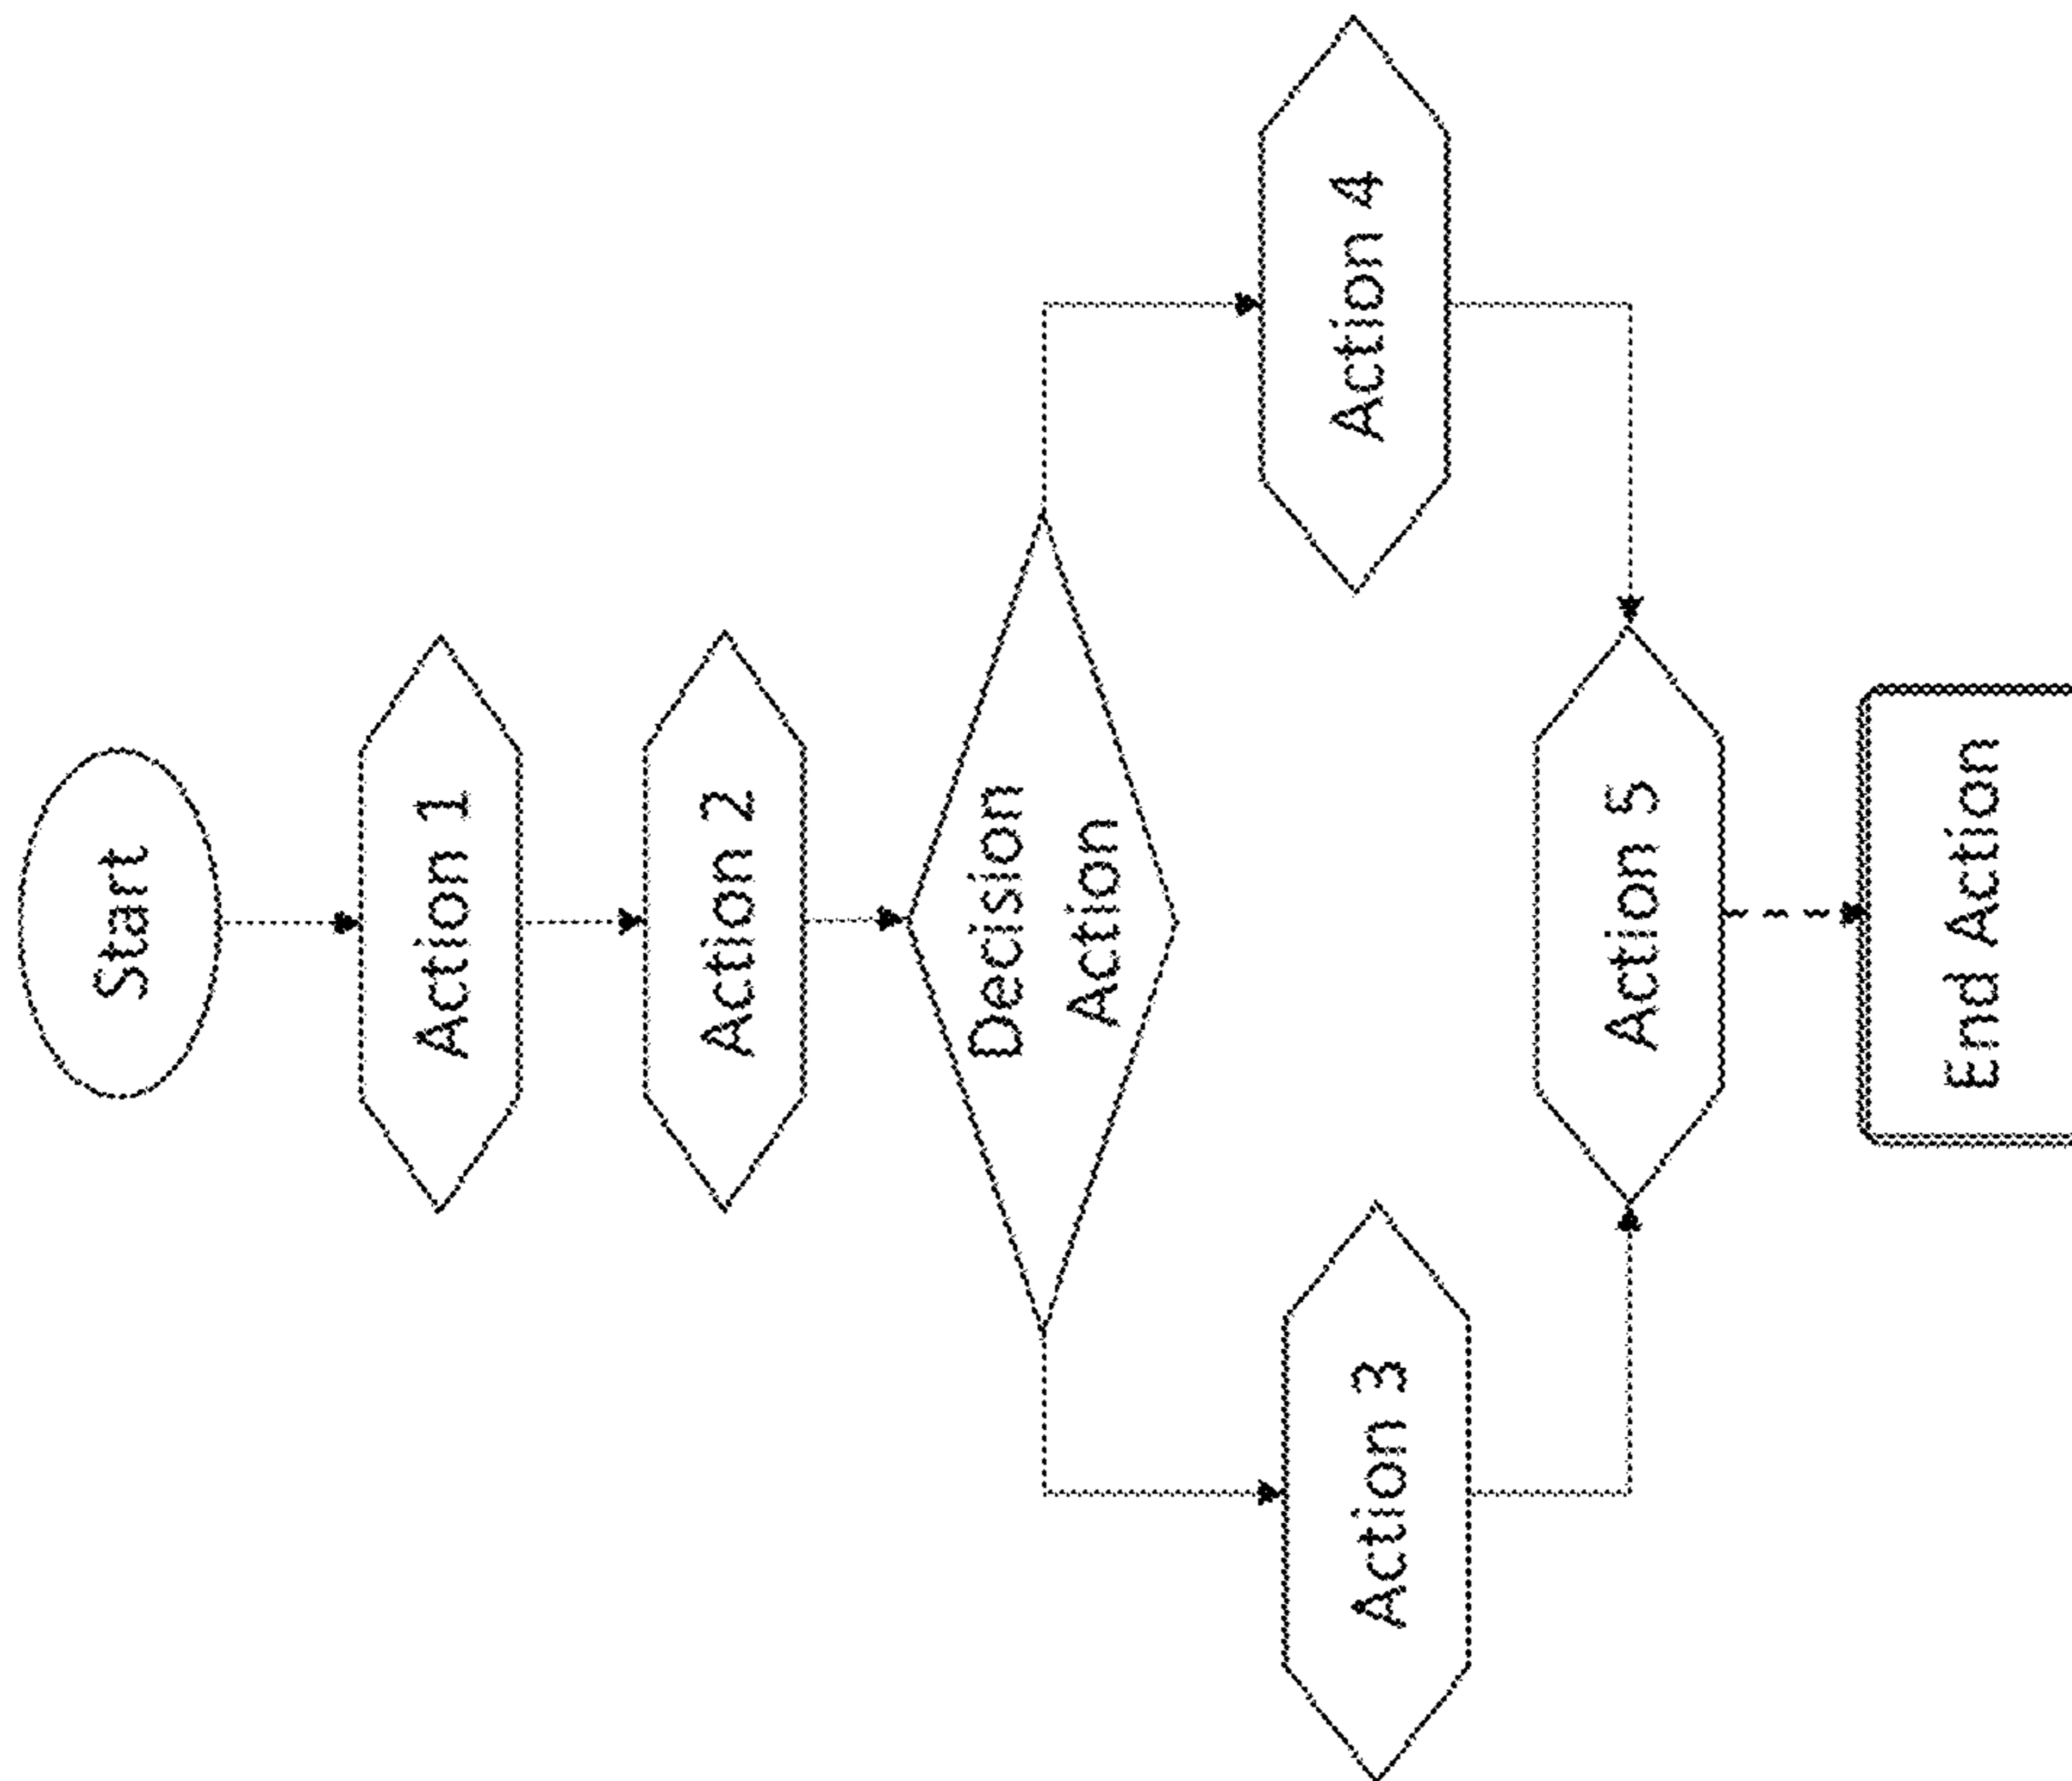 Start
Action 1
Action 2
Decision
Action
Action 3
Action 4
Action 5
End Action